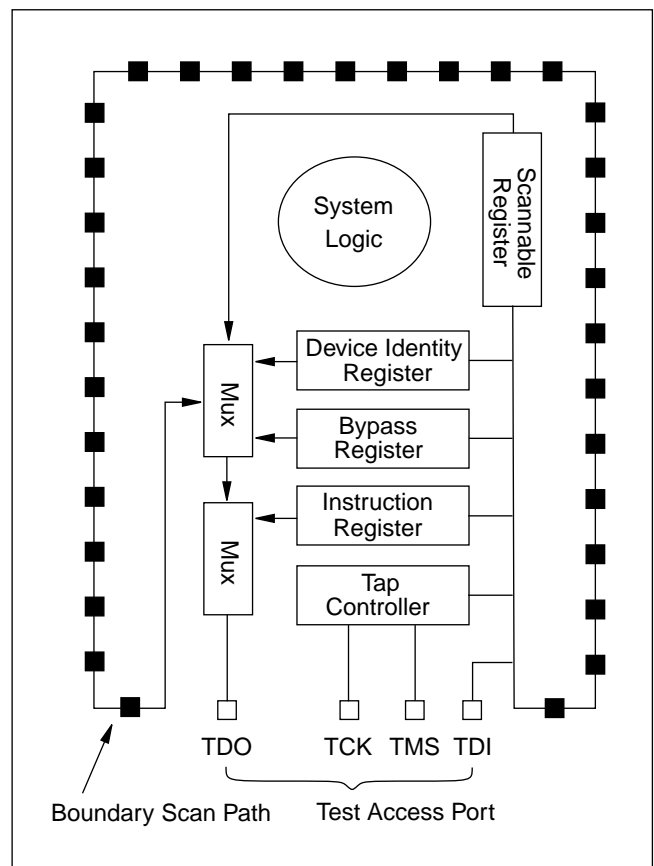 System
Logic
Scannable
Register
Device Identity
Register
Mux
Bypass
Register
Instruction
Register
Mux
Tap
Controller
TDO
TCK
TMS
TDI
Boundary Scan Path
Test Access Port